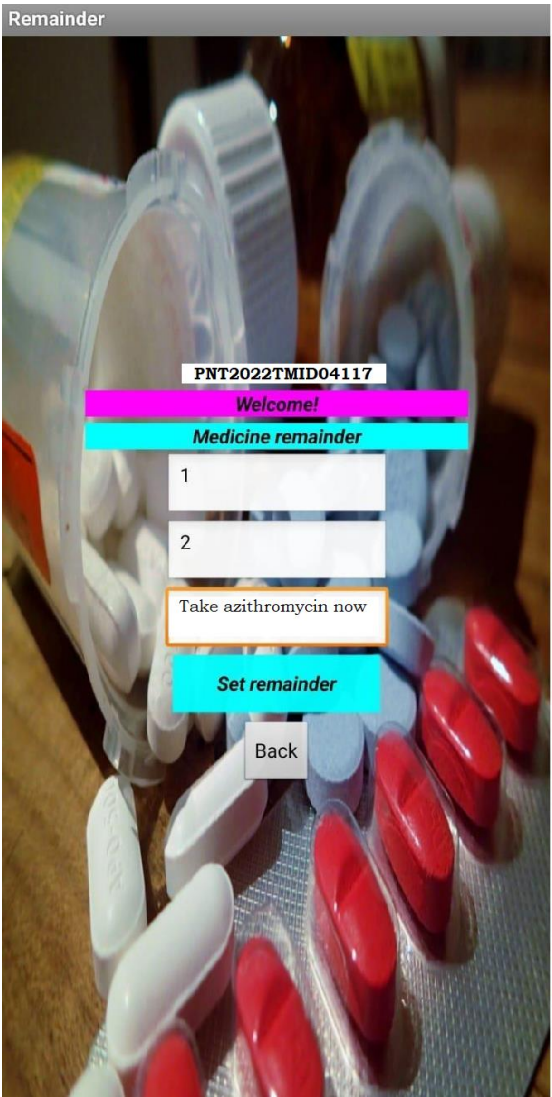 Remainder
PNT2022TMID04117
Welcome!
Medicine remainder
1
2
Take azithromycin now
Set remainder
Back